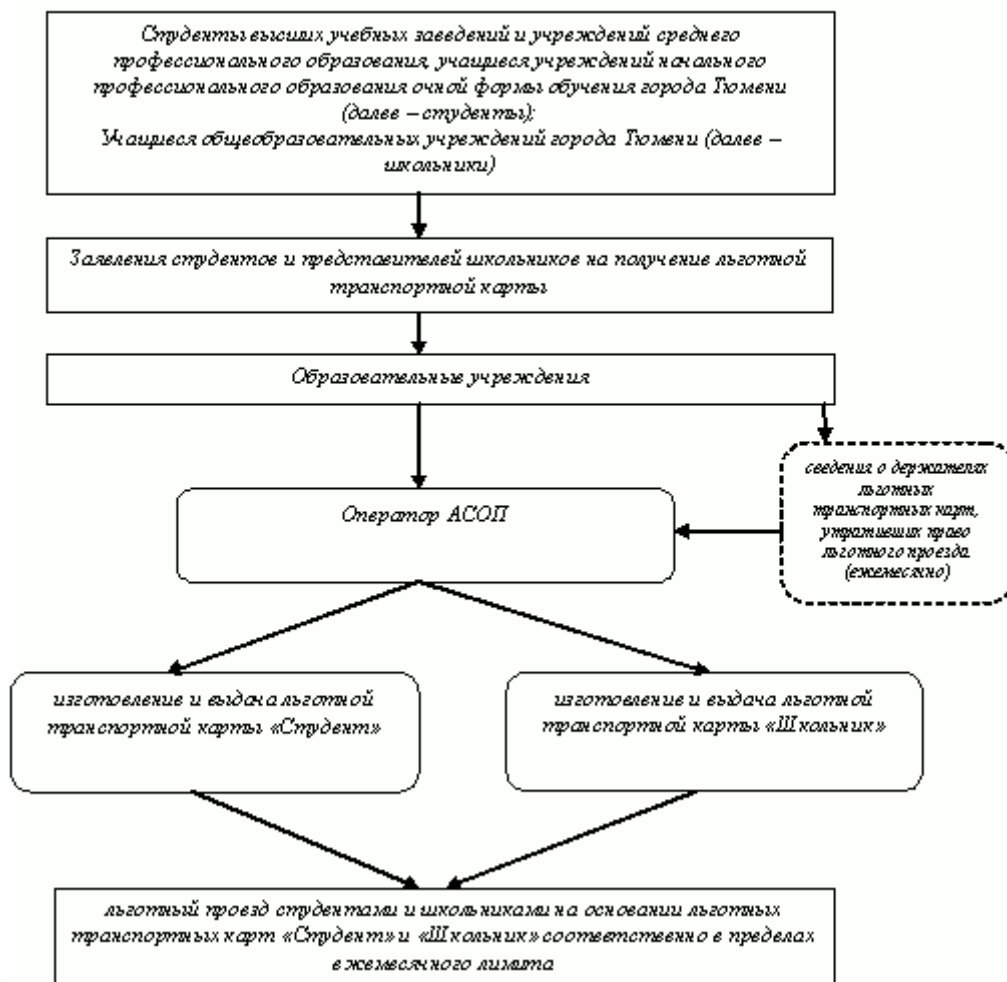 Студенты высших учебных заведений и учреждений среднего
профессионального образования, учащиеся учреждений начального
профессионального образования очной формы обучения города Тюмени
(далее – студенты);
Учащиеся общеобразовательных учреждений города Тюмени (далее –
школьники)
Заявления студентов и представителей школьников на получение льготной
транспортной карты
Образовательные учреждения
сведения о держателях
льготных
транспортных карт,
утративших право
льготного проезда
(ежемесячно)
Оператор АСОП
изготовление и выдача льготной
транспортной карты «Студент»
изготовление и выдача льготной
транспортной карты «Школьник»
льготный проезд студентами и школьниками на основании льготных
транспортных карт «Студент» и «Школьник» соответственно в пределах
ежемесячного лимита